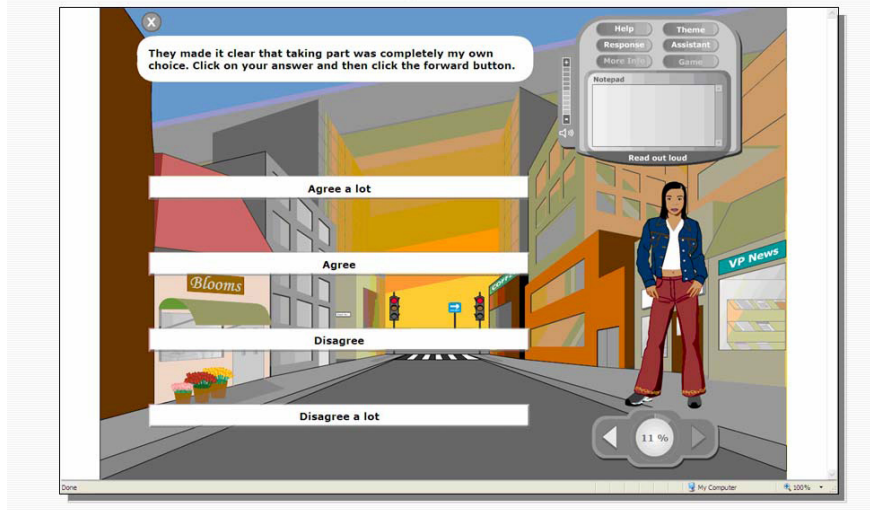 X
They made it clear that taking part was completely my own
choice. Click on your answer and then click the forward button.
Help
Theme
Response
Assistant
More Info
Game
Notepad
Read out loud
Agree a lot
Agree
Disagree
Disagree a lot
Blooms
VP News
11 %
Done
My Computer
100%